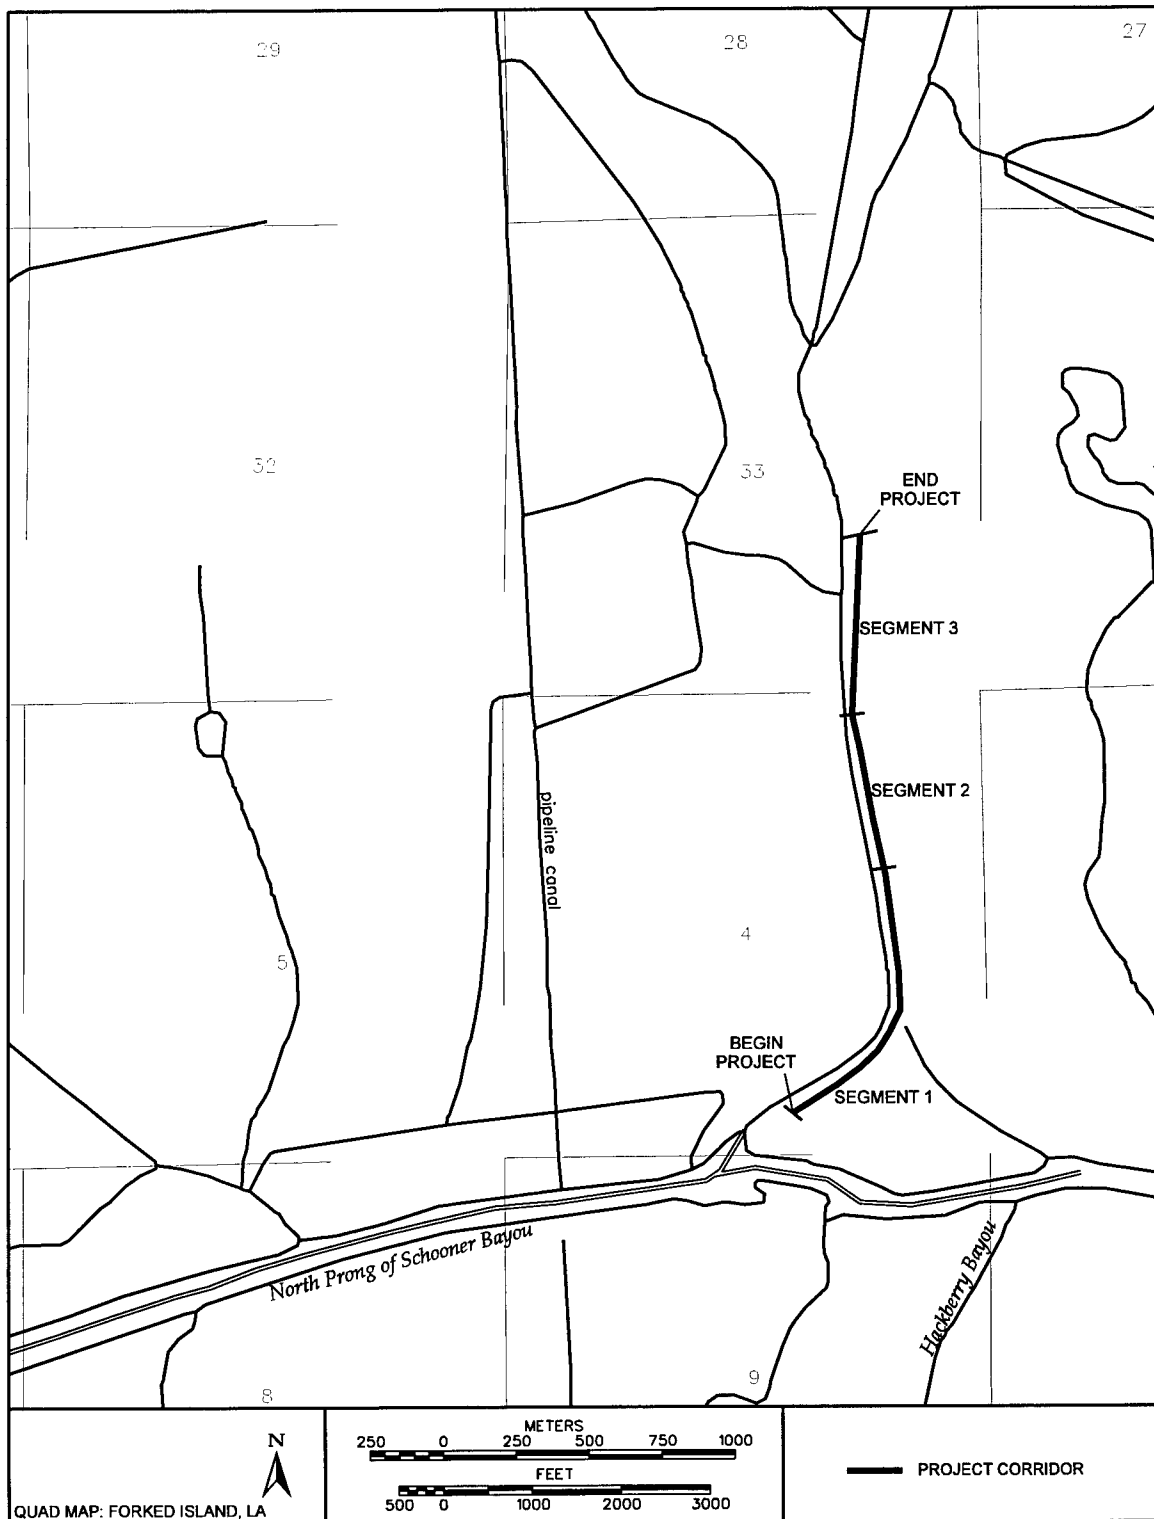 29
28
27
32
33
END
PROJECT
SEGMENT 3
SEGMENT 2
pipeline canal
4
5
BEGIN
PROJECT
SEGMENT 1
North Prong of Schooner Bayou
Hackberry Bayou
8
9
N
QUAD MAP: FORKED ISLAND, LA
METERS
250 0 250 500 750 1000
FEET
500 0 1000 2000 3000
PROJECT CORRIDOR